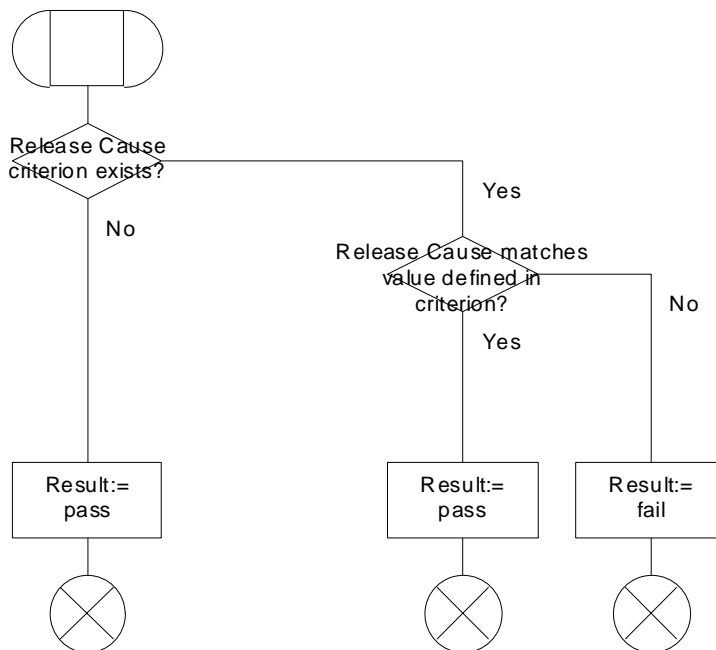 Release Cause
criterion exists?
Yes
No
Release Cause matches
value defined in
criterion?
No
Yes
Result:=
pass
Result:=
pass
Result:=
fail